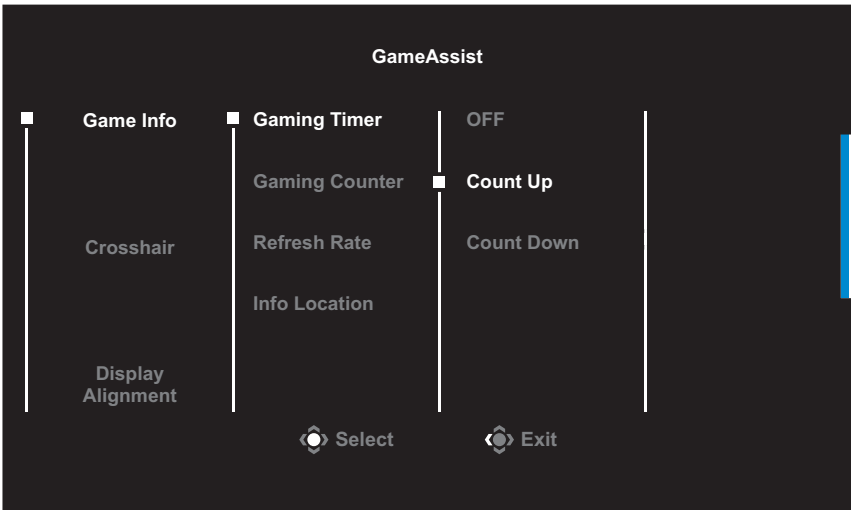 GameAssist
Game Info
Gaming Timer
OFF
Gaming Counter
Count Up
Crosshair
Refresh Rate
Count Down
Info Location
Display
Alignment
Select
Exit